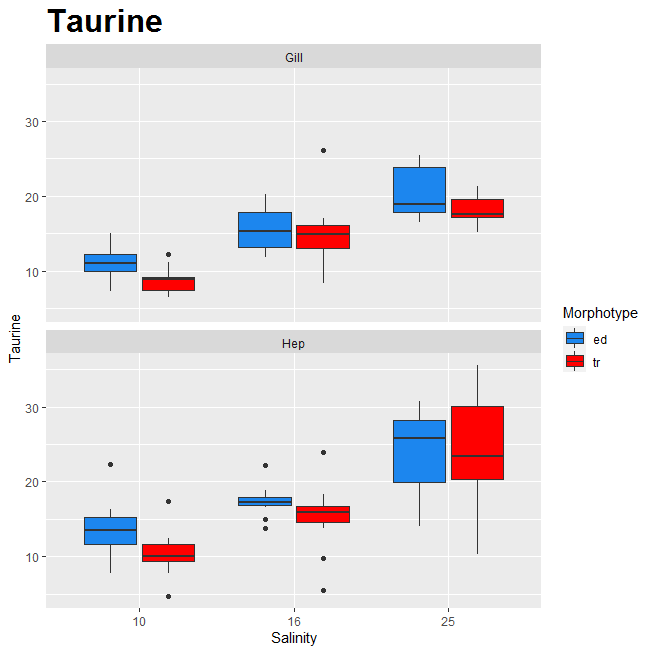 Taurine
Gill
30
20
10
Hep
30
20
10
10 16 25
Salinity
Taurine
Morphotype
ed
tr